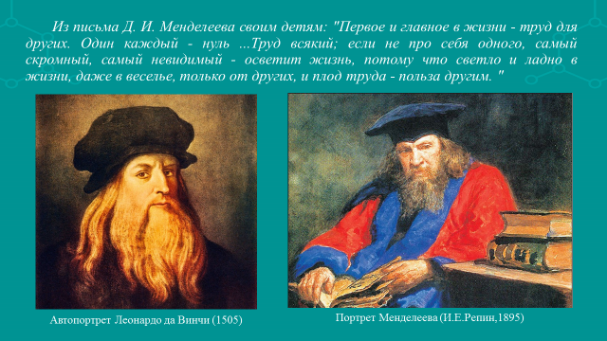 Из письма Д. И. Менделеева своим детям: "Первое и главное в жизни - труд для
других. Один каждый - нуль ...Труд всякий; если не про себя одного, самый
скромный, самый невидимый - осветит жизнь, потому что светло и ладно в
жизни, даже в веселье, только от других, и плод труда - польза другим. "
Автопортрет Леонардо да Винчи (1505)
Портрет Менделеева (И.Е.Репин,1895)